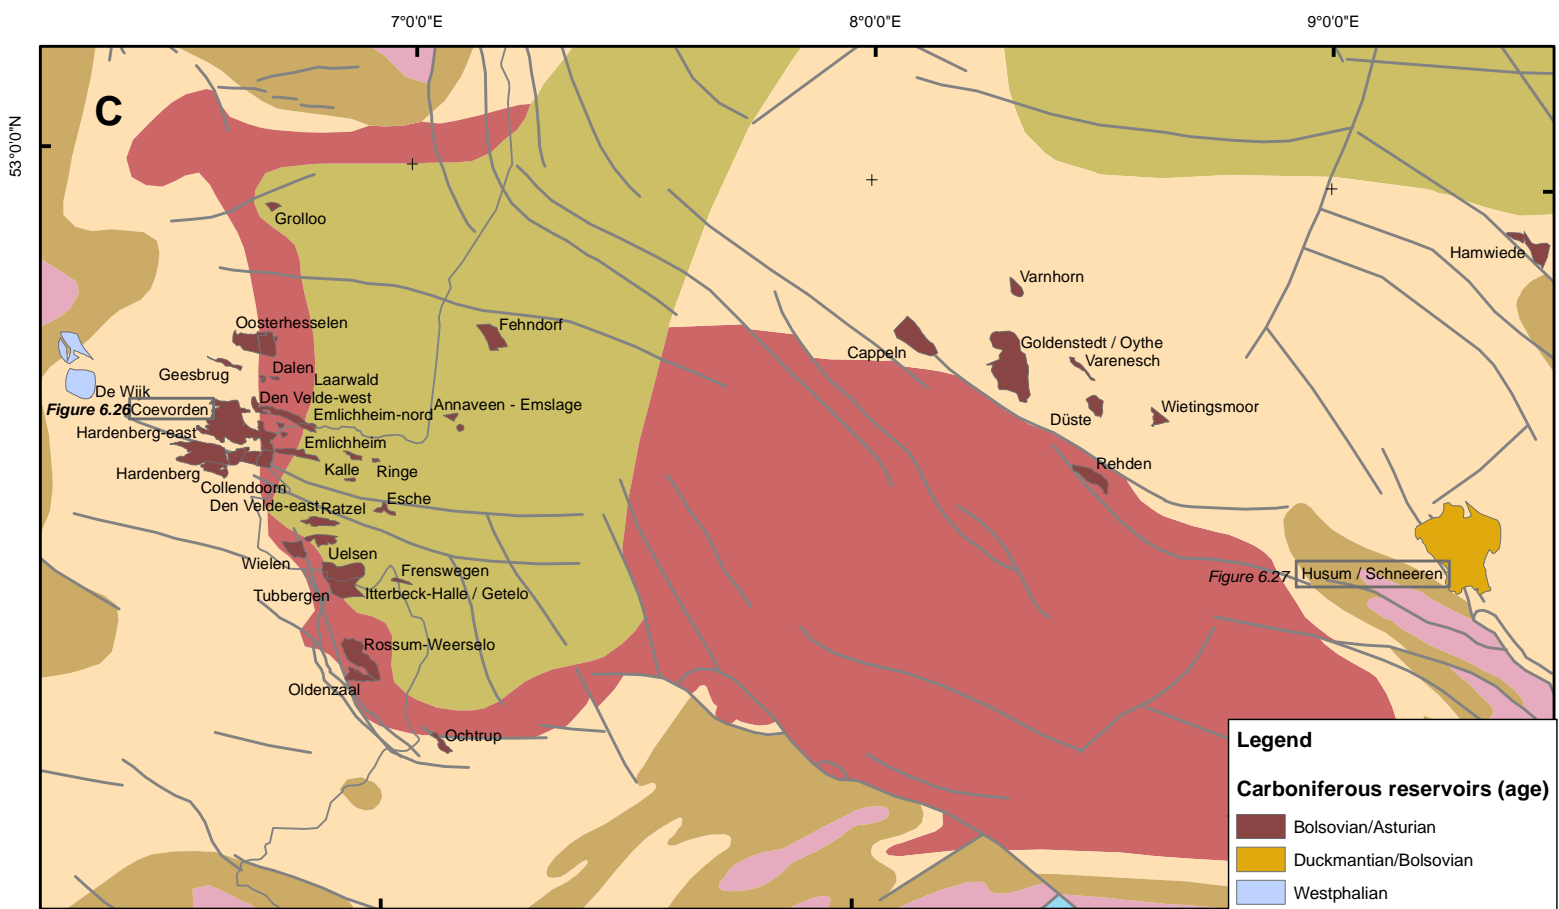 7°0'0"E
8°0'0"E
9°0'0"E
53°0'0"N
C
Grolloo
Hamwiede
Varnhorn
Oosterhesselen
Fehndorf
Goldenstedt / Oythe
Cappeln
Varenesch
Geesbrug
Dalen
Laarwald
De Wijk
Den Velde-west
Annaveen - Emslage
Wietingsmoor
Figure 6.26
Coevorden
Emlichheim-nord
Düste
Hardenberg-east
Emlichheim
Rehden
Hardenberg
Kalle
Ringe
Collendoorn
Esche
Den Velde-east
Ratzel
Uelsen
Wielen
Frenswegen
Figure 6.27
Husum / Schneeren
Tubbergen
Itterbeck-Halle / Getelo
Rossum-Weerselo
Oldenzaal
Ochtrup
Legend
Carboniferous reservoirs (age)
Bolsovian/Asturian
Duckmantian/Bolsovian
Westphalian